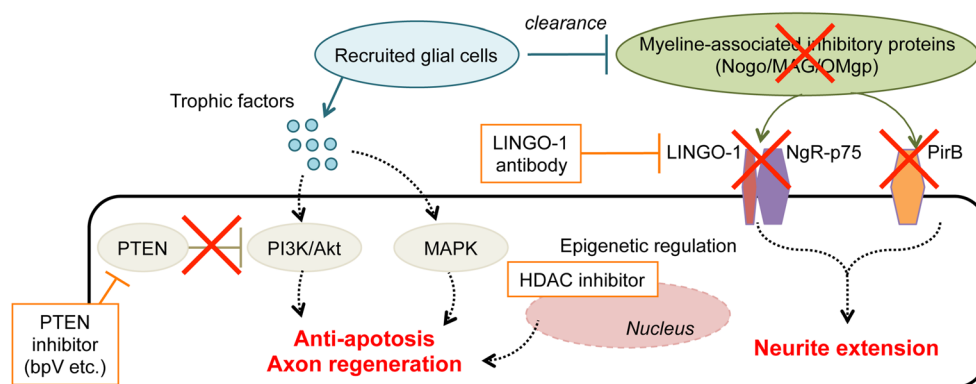 clearance
Recruited glial cells
Myeline-associated inhibitory proteins
(Nogo/MAG/OMgp)
Trophic factors
LINGO-1
antibody
LINGO-1
NgR-p75
PirB
PTEN
PI3K/Akt
MAPK
Epigenetic regulation
HDAC inhibitor
Nucleus
PTEN
inhibitor
(bpV etc.)
Anti-apotosis
Axon regeneration
Neurite extension